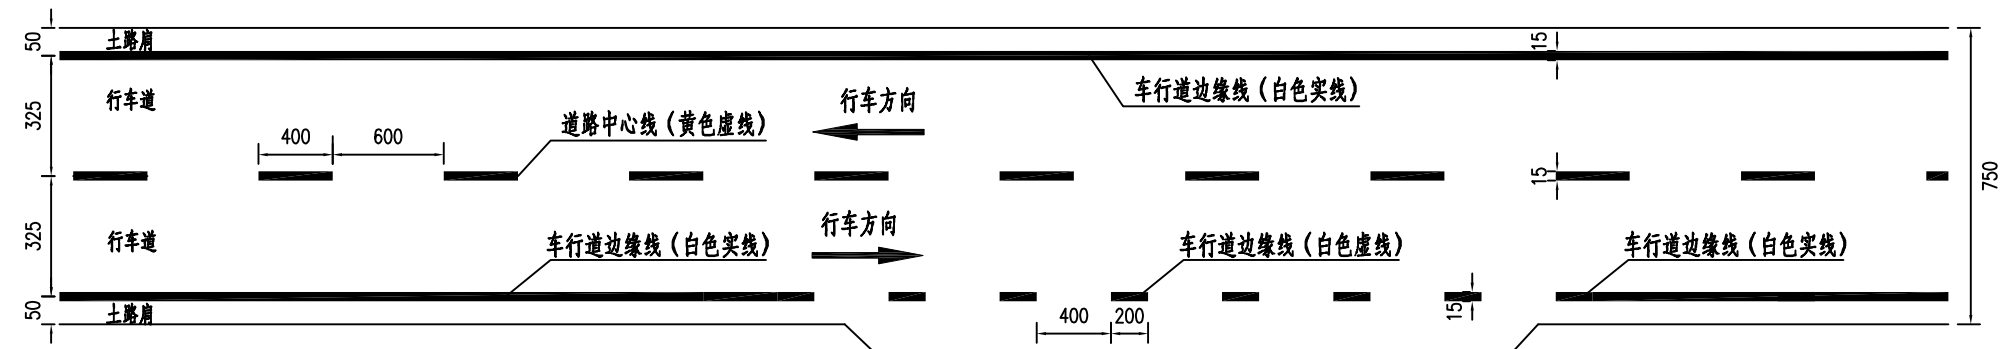 50
土路肩
15
325
行车道
车行道边缘线（白色实线）
行车方向
道路中心线（黄色虚线）
400
600
15
750
325
行车道
行车方向
车行道边缘线（白色实线）
车行道边缘线（白色虚线）
车行道边缘线（白色实线）
50
土路肩
400
200
15